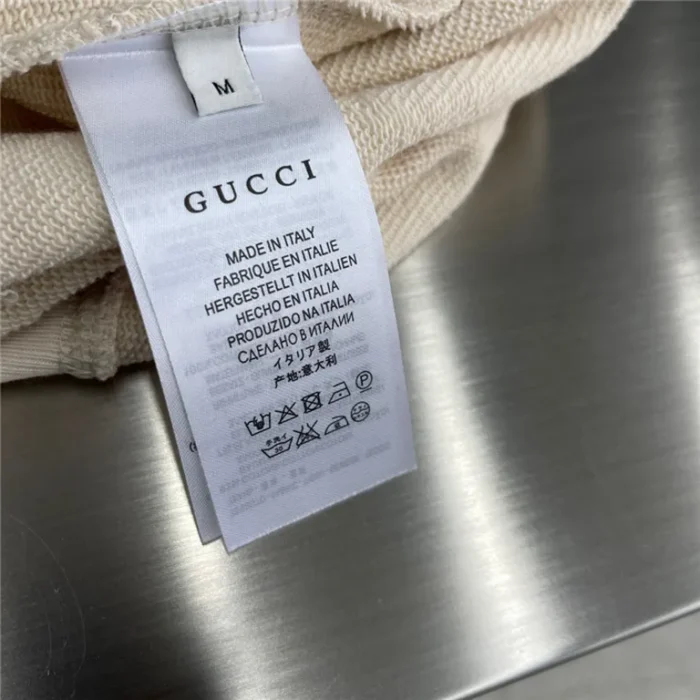 M
GUCCI
MADE IN ITALY
FABRIQUE EN ITALIE
HERGESTELLT IN ITALIEN
HECHO EN ITALIA
PRODUZIDO NA ITALIA
СДЕЛАНО В ИТАЛИИ
イタリア製
产地:意大利
P